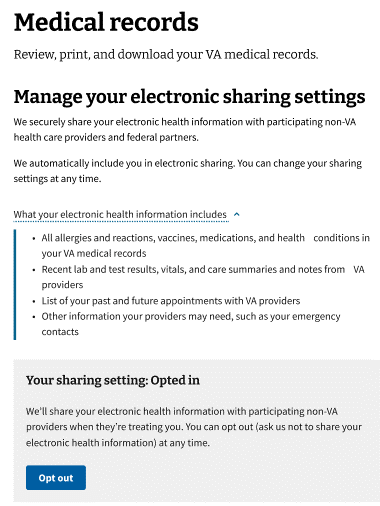 Medical records
Review, print, and download your VA medical records.
Manage your electronic sharing settings
We securely share your electronic health information with participating non-VA
health care providers and federal partners.
We automatically include you in electronic sharing. You can change your sharing
settings at any time.
What your electronic health information includes
• All allergies and reactions, vaccines, medications, and health conditions in
your VA medical records
• Recent lab and test results, vitals, and care summaries and notes from VA
providers
• List of your past and future appointments with VA providers
• Other information your providers may need, such as your emergency
contacts
Your sharing setting: Opted in
We'll share your electronic health information with participating non-VA
providers when they're treating you. You can opt out (ask us not to share your
electronic health information) at any time.
Opt out